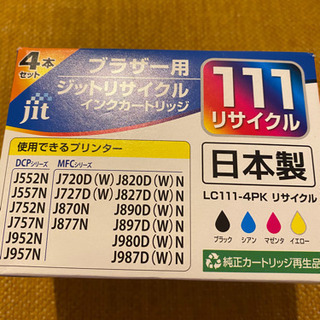 4本
セット
jit
ブラザー用
ジットリサイクル
インクカートリッジ
111
リサイクル
使用できるプリンター
DCPシリーズ MFCシリーズ
J552N J720D(W) J820D(W)N
J557N J727D(W) J827D(W)N
J752N J870N J890D(W)N
J757N J877N J897D(W)N
J952N J980D(W)N
J957N J987D(W)N
日本製
LC111-4PK リサイクル
ブラック シアン マゼンタ イエロー
純正カートリッジ再生品